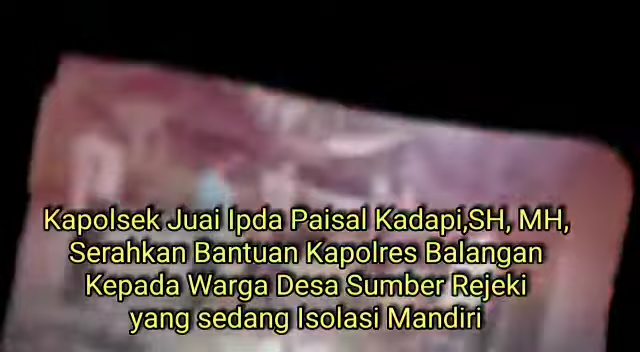 Kapolsek Juai Ipda Paisal Kadapi,SH, MH,
Serahkan Bantuan Kapolres Balangan
Kepada Warga Desa Sumber Rejeki
yang sedang Isolasi Mandiri